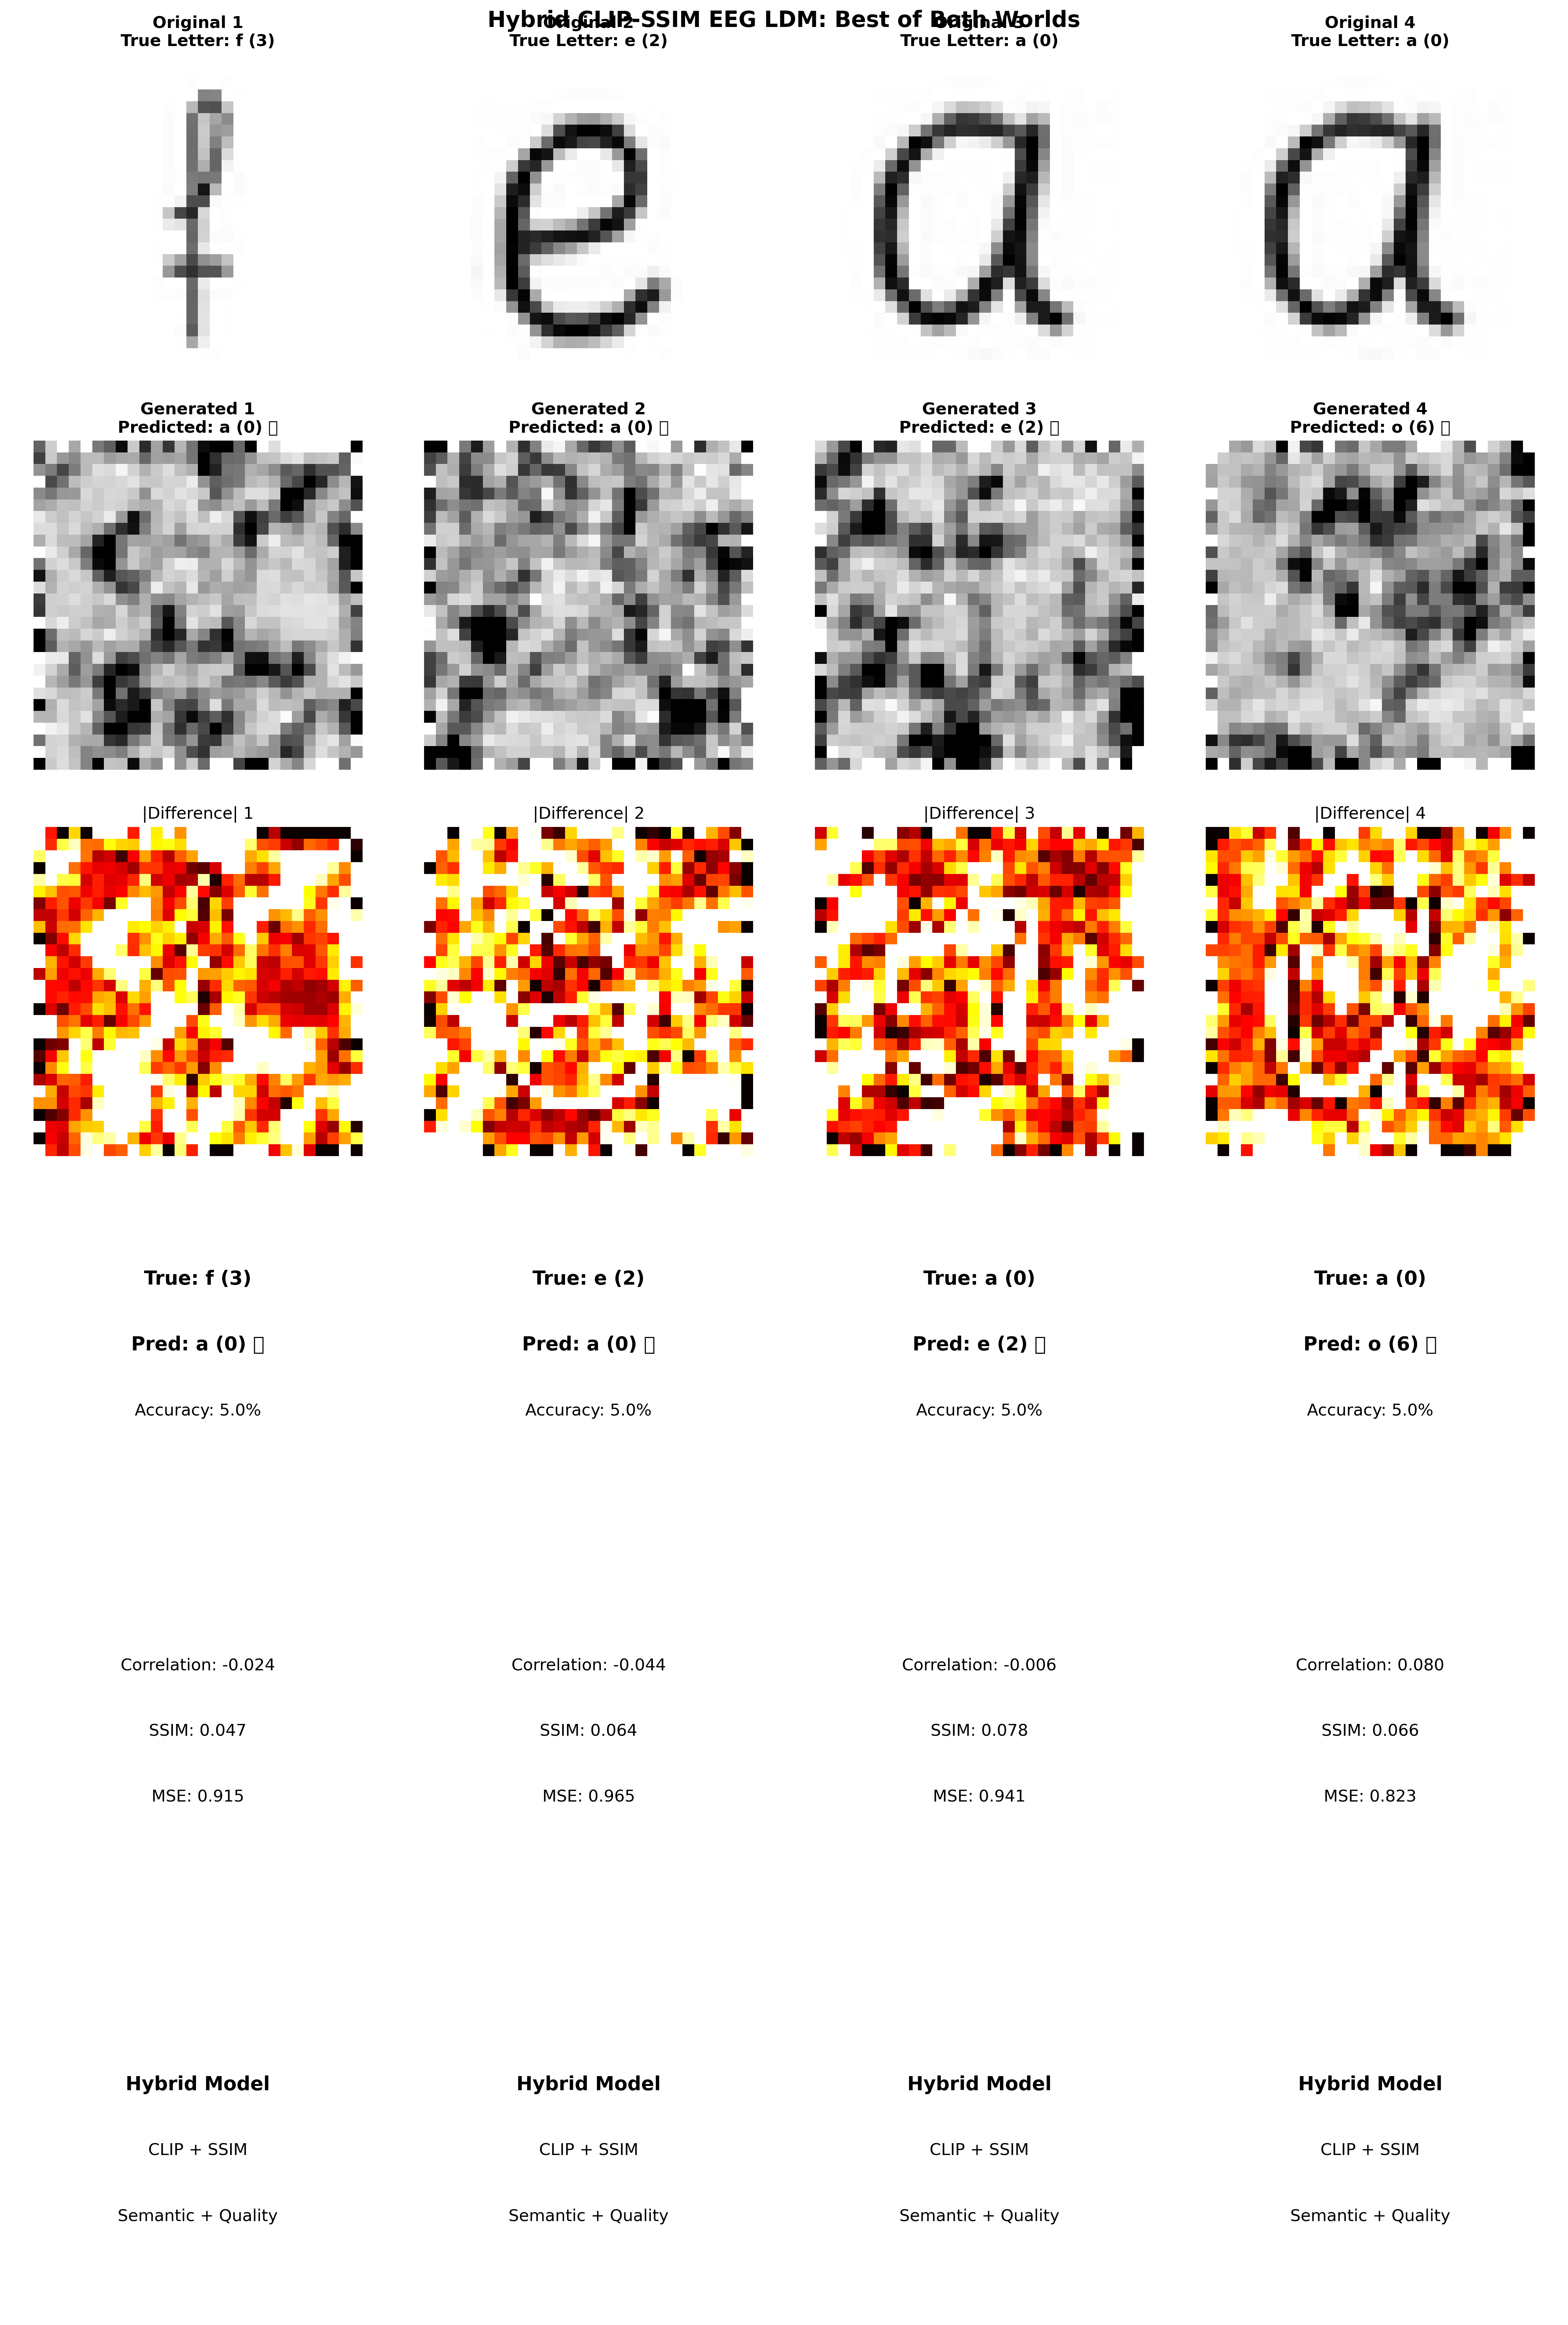 Hybrid CLIP-SSIM EEG LDM: Best of Both Worlds
Original 1 Original 2 Original 3 Original 4
True Letter: f (3) True Letter: e (2) True Letter: a (0) True Letter: a (0)
f e a a
Generated 1 Generated 2 Generated 3 Generated 4
Predicted: a (0) ▯ Predicted: a (0) ▯ Predicted: e (2) ▯ Predicted: o (6) ▯
|Difference| 1 |Difference| 2 |Difference| 3 |Difference| 4
True: f (3) True: e (2) True: a (0) True: a (0)
Pred: a (0) ▯ Pred: a (0) ▯ Pred: e (2) ▯ Pred: o (6) ▯
Accuracy: 5.0% Accuracy: 5.0% Accuracy: 5.0% Accuracy: 5.0%
Correlation: -0.024 Correlation: -0.044 Correlation: -0.006 Correlation: 0.080
SSIM: 0.047 SSIM: 0.064 SSIM: 0.078 SSIM: 0.066
MSE: 0.915 MSE: 0.965 MSE: 0.941 MSE: 0.823
Hybrid Model Hybrid Model Hybrid Model Hybrid Model
CLIP + SSIM CLIP + SSIM CLIP + SSIM CLIP + SSIM
Semantic + Quality Semantic + Quality Semantic + Quality Semantic + Quality